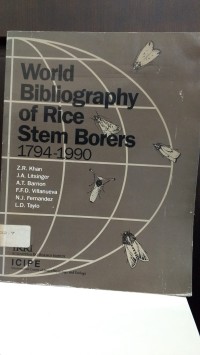 World
Bibliography
of Rice
Stem Borers
1794-1990
Z.R. Khan
J.A. Litsinger
A.T. Barrion
F.F.D. Villanueva
N.J. Fernandez
L.D. Taylo
IRRI
ICIPE